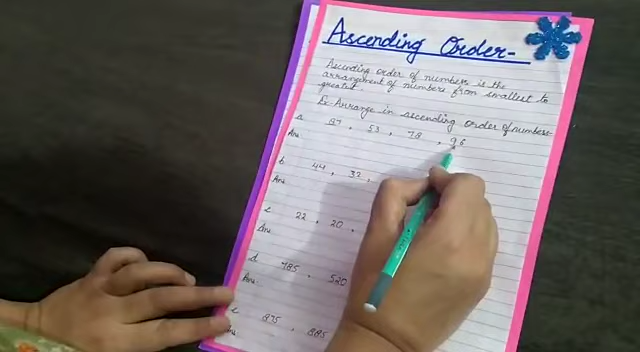 Ascending Order-
Ascending order of numbers is the
arrangement of numbers from smallest to
greatest
Q:- Arrange in ascending order of numbers-
a 87, 53, 78, 96
Ans
b 44, 32,
Ans
c 22, 20,
Ans
d 785, 520
Ans
e 875, 885
Ans